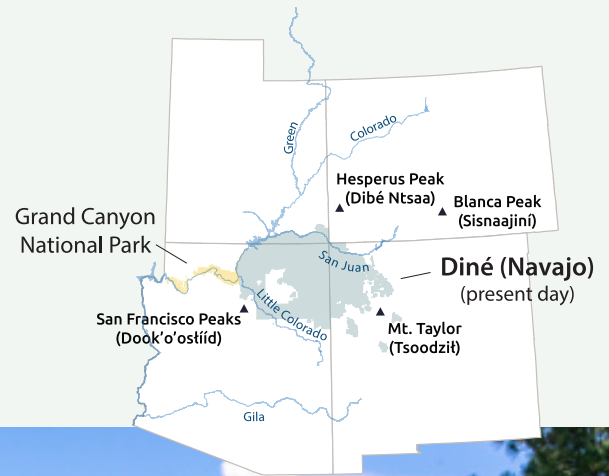 Green
Colorado
Hesperus Peak
(Dibé Ntsaa)
Blanca Peak
(Sisnaajiní)
Grand Canyon
National Park
San Juan
Diné (Navajo)
(present day)
Little Colorado
San Francisco Peaks
(Dook'o'osłííd)
Mt. Taylor
(Tsoodził)
Gila